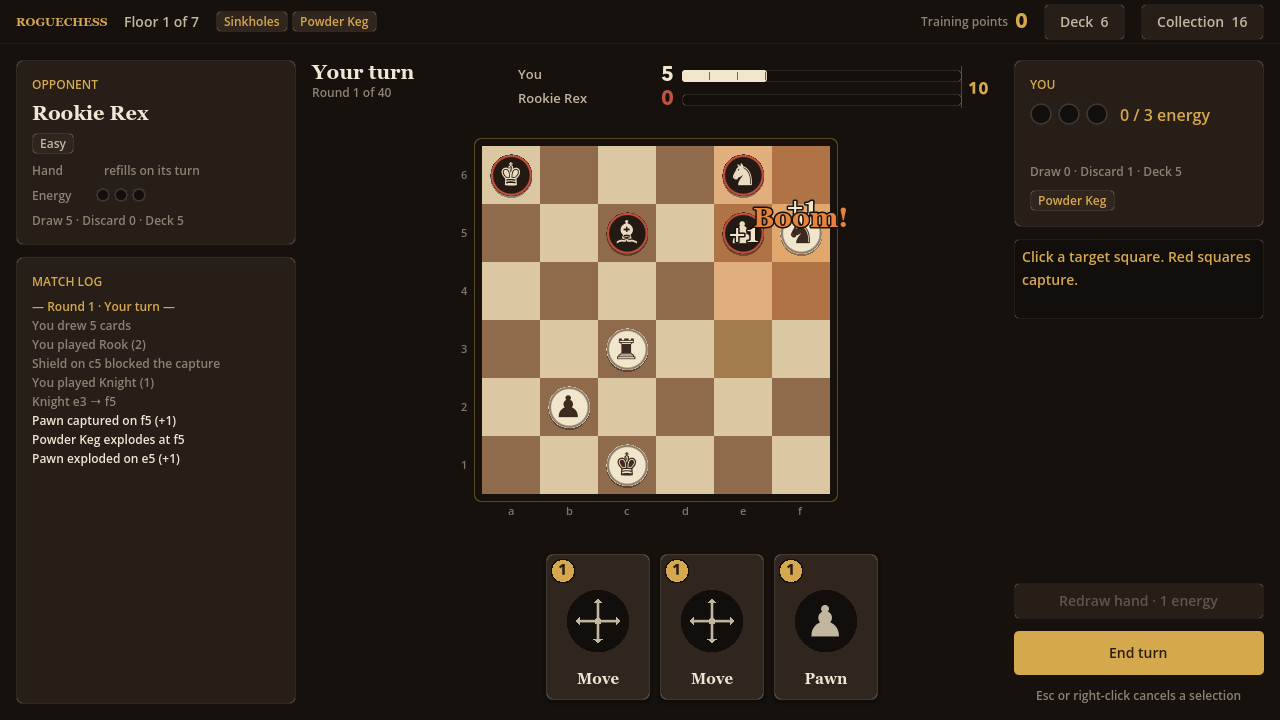 ROGUECHESS
Floor 1 of 7
Sinkholes
Powder Keg
Training points 0
Deck 6
Collection 16
OPPONENT
Rookie Rex
Easy
Hand refills on its turn
Energy
Draw 5 · Discard 0 · Deck 5
MATCH LOG
— Round 1 · Your turn —
You drew 5 cards
You played Rook (2)
Shield on c5 blocked the capture
You played Knight (1)
Knight e3 → f5
Pawn captured on f5 (+1)
Powder Keg explodes at f5
Pawn exploded on e5 (+1)
Your turn
Round 1 of 40
You 5
Rookie Rex 0
10
6
5
4
3
2
1
+1
+1
Boom!
a b c d e f
1
Move
1
Move
1
Pawn
YOU
0 / 3 energy
Draw 0 · Discard 1 · Deck 5
Powder Keg
Click a target square. Red squares
capture.
Redraw hand · 1 energy
End turn
Esc or right-click cancels a selection